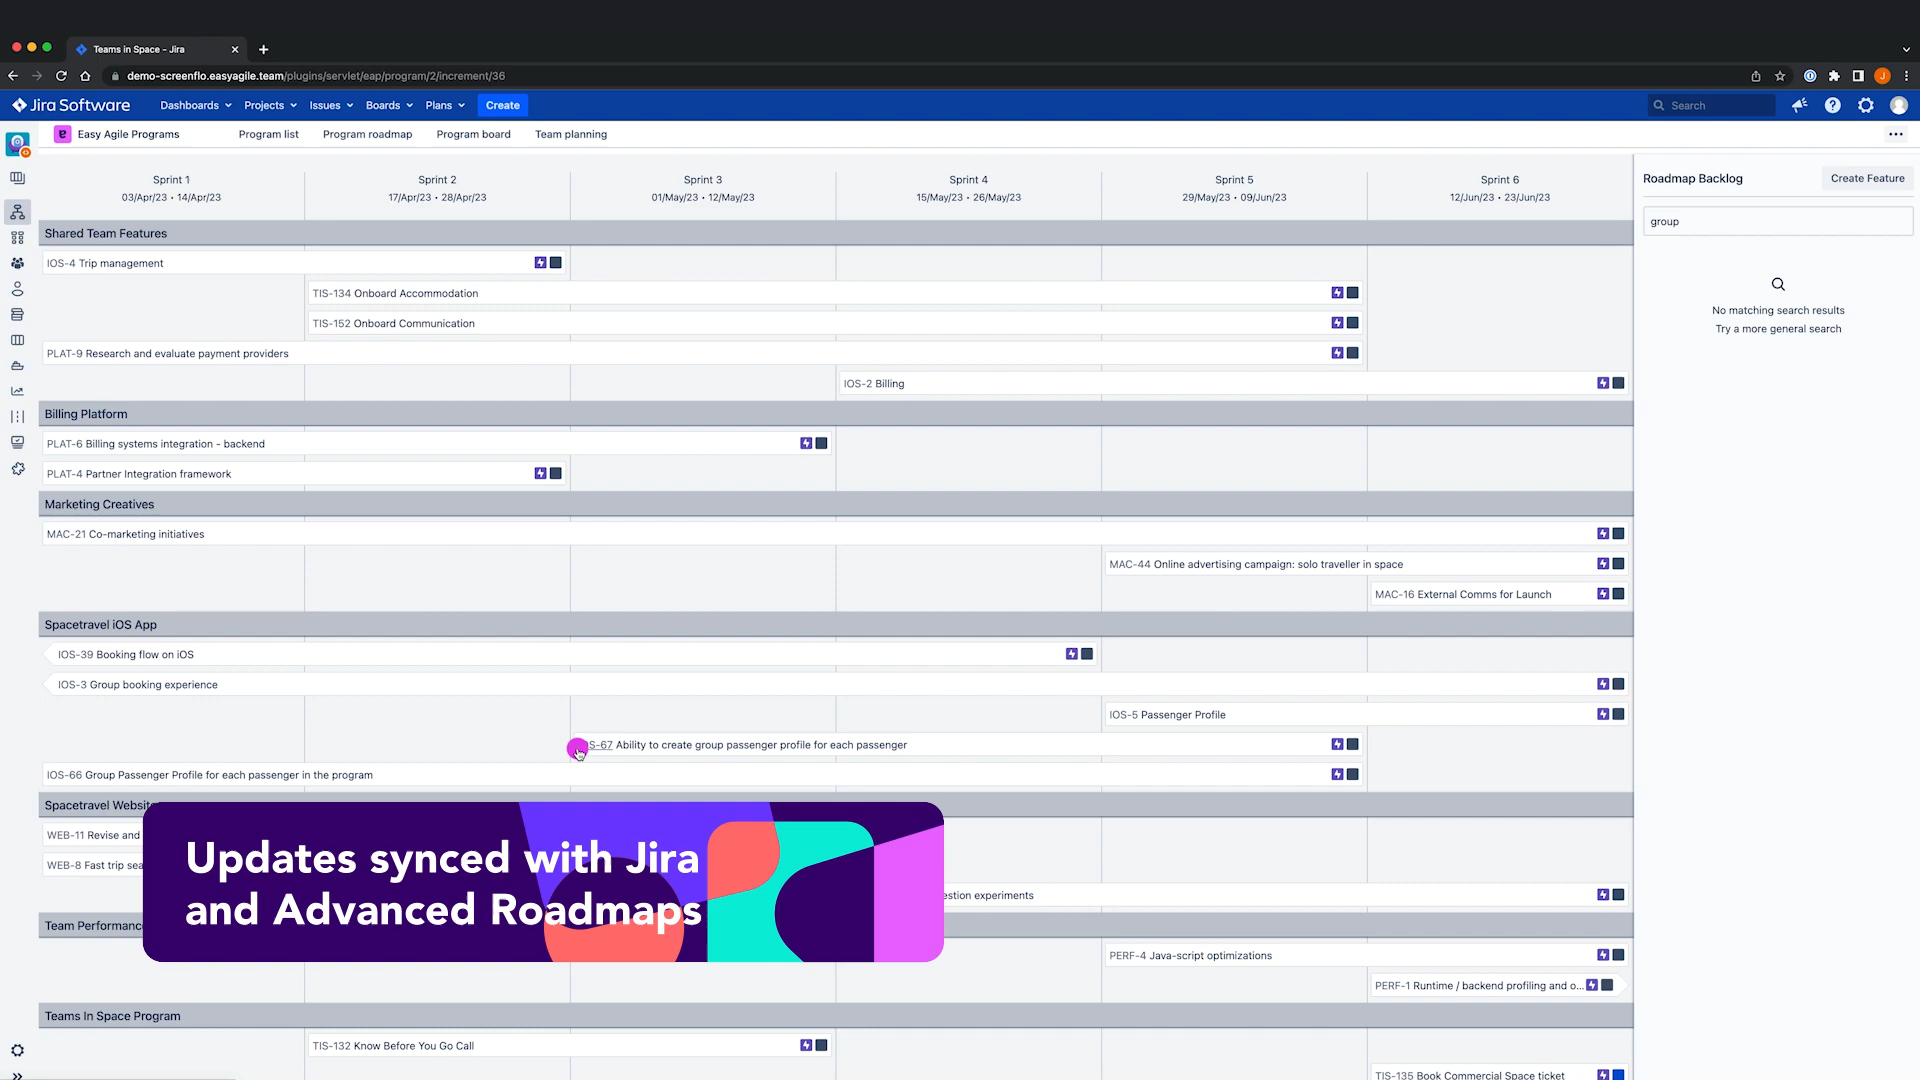 Teams in Space - Jira
demo-screenflo.easyagile.team/plugins/servlet/eap/program/2/increment/36
J
Jira Software
Dashboards
Projects
Issues
Boards
Plans
Create
Search
Easy Agile Programs
Program list
Program roadmap
Program board
Team planning
Sprint 1
03/Apr/23 • 14/Apr/23
Sprint 2
17/Apr/23 • 28/Apr/23
Sprint 3
01/May/23 • 12/May/23
Sprint 4
15/May/23 • 26/May/23
Sprint 5
29/May/23 • 09/Jun/23
Sprint 6
12/Jun/23 • 23/Jun/23
Roadmap Backlog
Create Feature
group
No matching search results
Try a more general search
Shared Team Features
IOS-4 Trip management
TIS-134 Onboard Accommodation
TIS-152 Onboard Communication
PLAT-9 Research and evaluate payment providers
IOS-2 Billing
Billing Platform
PLAT-6 Billing systems integration - backend
PLAT-4 Partner Integration framework
Marketing Creatives
MAC-21 Co-marketing initiatives
MAC-44 Online advertising campaign: solo traveller in space
MAC-16 External Comms for Launch
Spacetravel iOS App
IOS-39 Booking flow on iOS
IOS-3 Group booking experience
IOS-5 Passenger Profile
S-67 Ability to create group passenger profile for each passenger
IOS-66 Group Passenger Profile for each passenger in the program
Spacetravel Website
WEB-11 Revise and
WEB-8 Fast trip sea
estion experiments
Updates synced with Jira
and Advanced Roadmaps
Team Performance
PERF-4 Java-script optimizations
PERF-1 Runtime / backend profiling and o...
Teams In Space Program
TIS-132 Know Before You Go Call
TIS-135 Book Commercial Space ticket